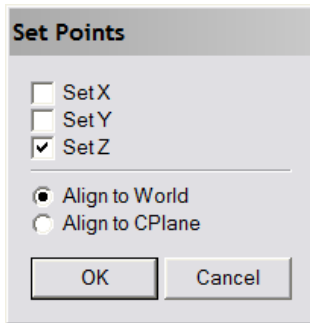 Set Points
Set X
Set Y
Set Z
Align to World
Align to CPlane
OK
Cancel